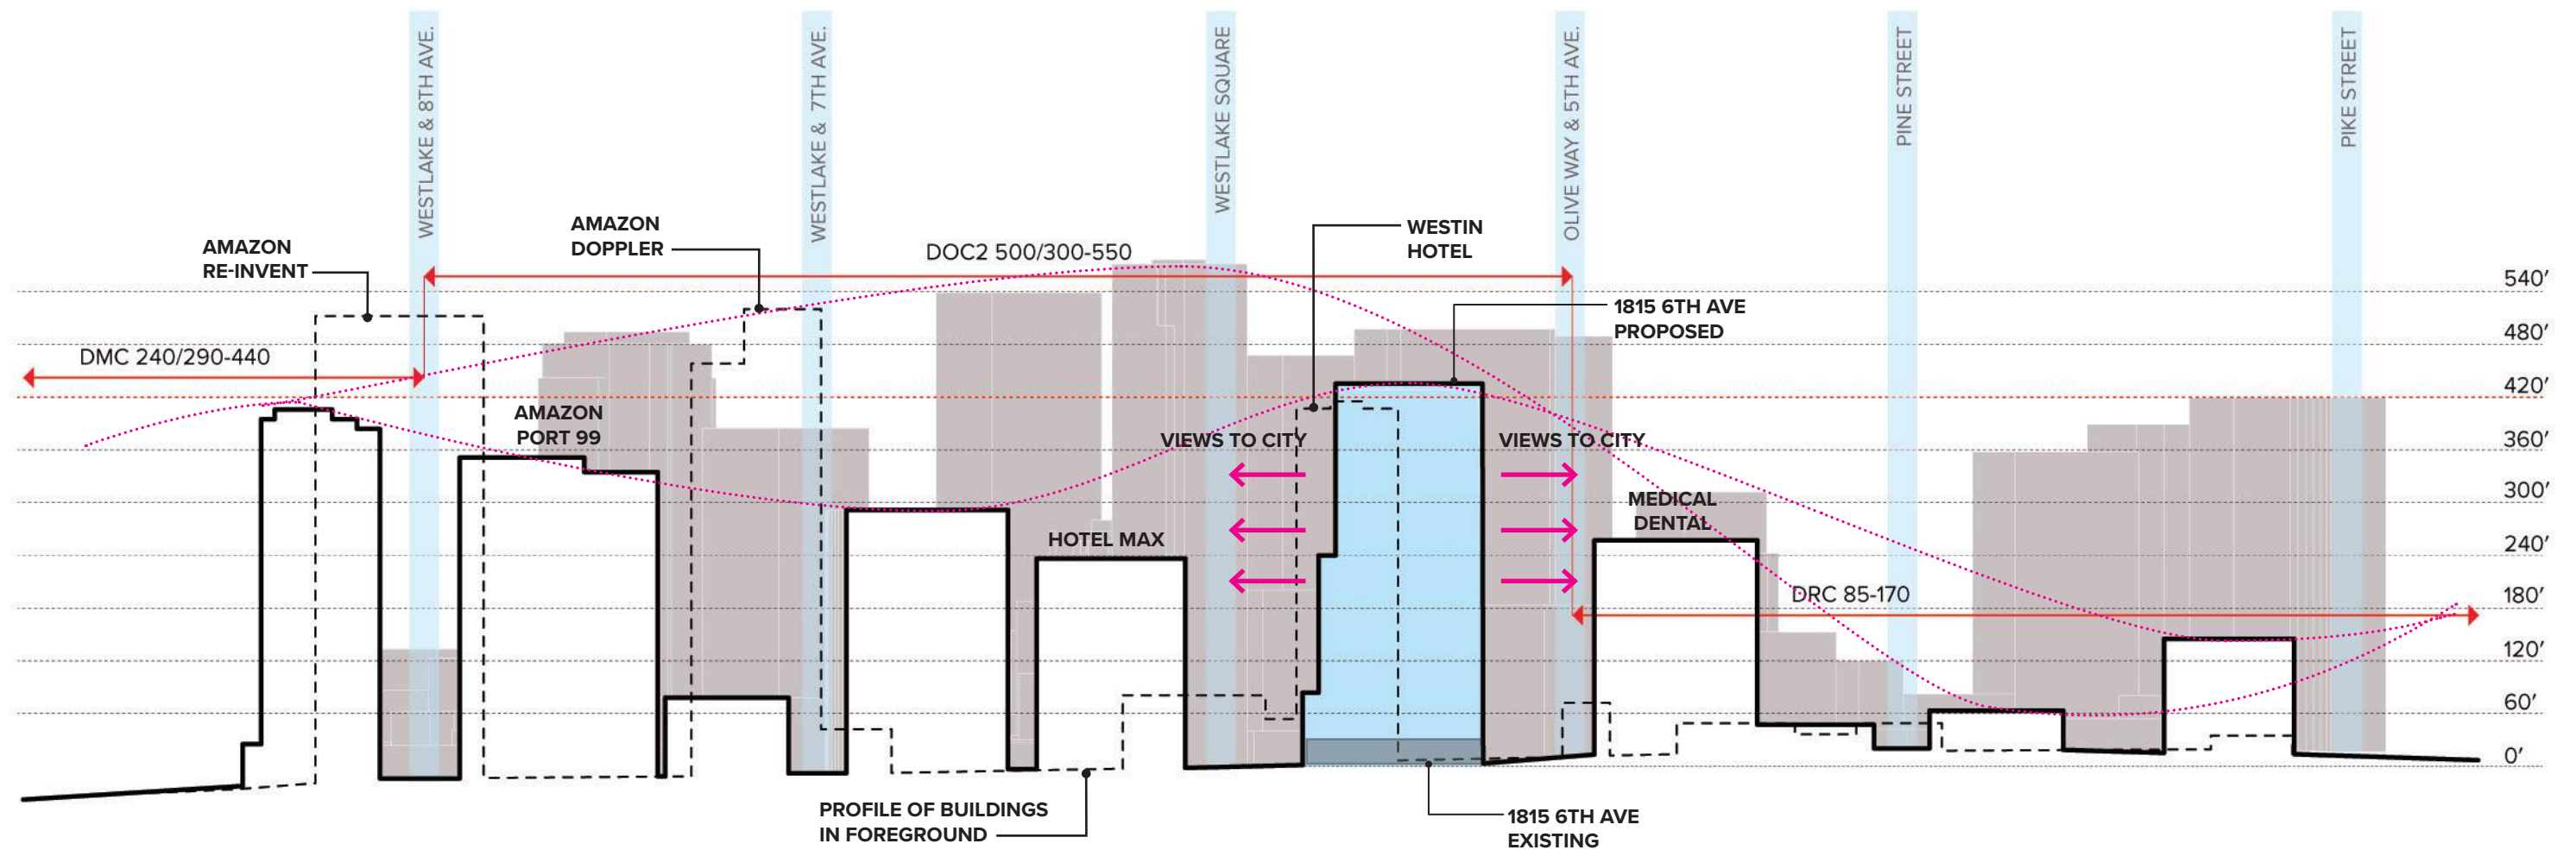 WESTLAKE & 8TH AVE.
WESTLAKE & 7TH AVE.
WESTLAKE SQUARE
OLIVE WAY & 5TH AVE.
PINE STREET
PIKE STREET
AMAZON
RE-INVENT
AMAZON
DOPPLER
DOC2 500/300-550
WESTIN
HOTEL
1815 6TH AVE
PROPOSED
DMC 240/290-440
AMAZON
PORT 99
VIEWS TO CITY
VIEWS TO CITY
HOTEL MAX
MEDICAL
DENTAL
DRC 85-170
540′
480′
420′
360′
300′
240′
180′
120′
60′
0′
PROFILE OF BUILDINGS
IN FOREGROUND
1815 6TH AVE
EXISTING